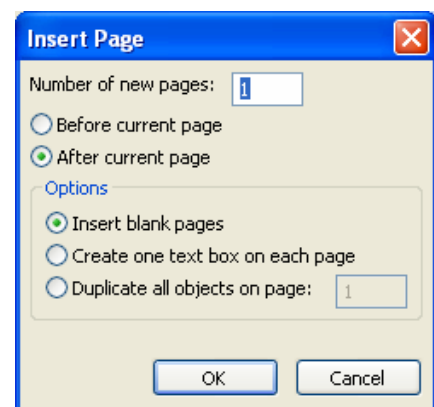 Insert Page
Number of new pages: 1
Before current page
After current page
Options
Insert blank pages
Create one text box on each page
Duplicate all objects on page: 1
OK Cancel